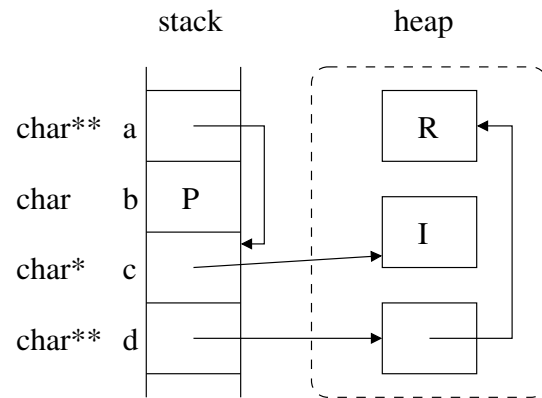 stack heap
char** a R
char b P
I
char* c
char** d